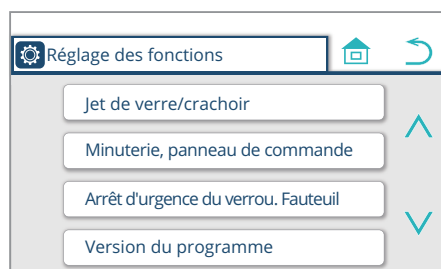 Réglage des fonctions
Jet de verre/crachoir
Minuterie, panneau de commande
Arrêt d'urgence du verrou. Fauteuil
Version du programme